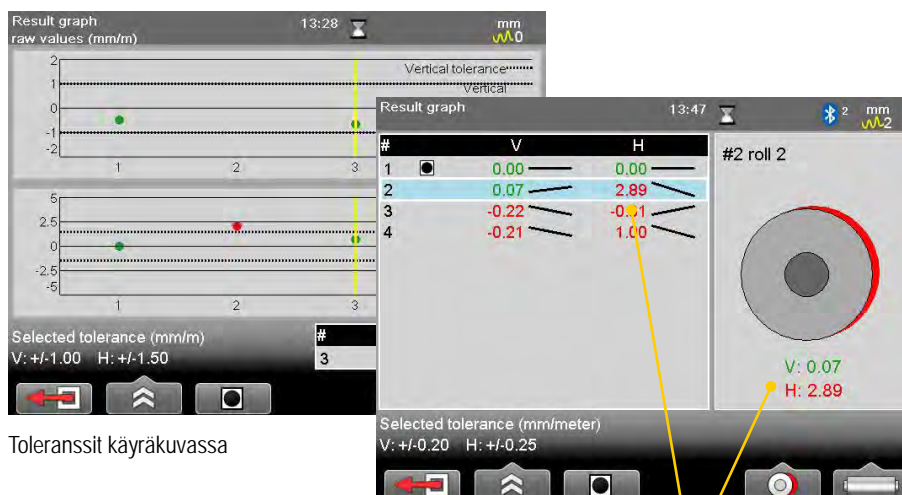 Result graph 13:28 mm
raw values (mm/m) 0
2
Vertical tolerance
1
Vertical
0
-1
-2
1 2 3
5
2.5
0
-2.5
-5
1 2 3
Selected tolerance (mm/m)
V: +/-1.00 H: +/-1.50
#
3
Toleranssit käyräkuvassa
Result graph 13:47 2 mm
2
# V H
1 0.00 0.00
2 0.07 2.89
3 -0.22
4 -0.21 1.00
#2 roll 2
V: 0.07
H: 2.89
Selected tolerance (mm/meter)
V: +/-0.20 H: +/-0.25